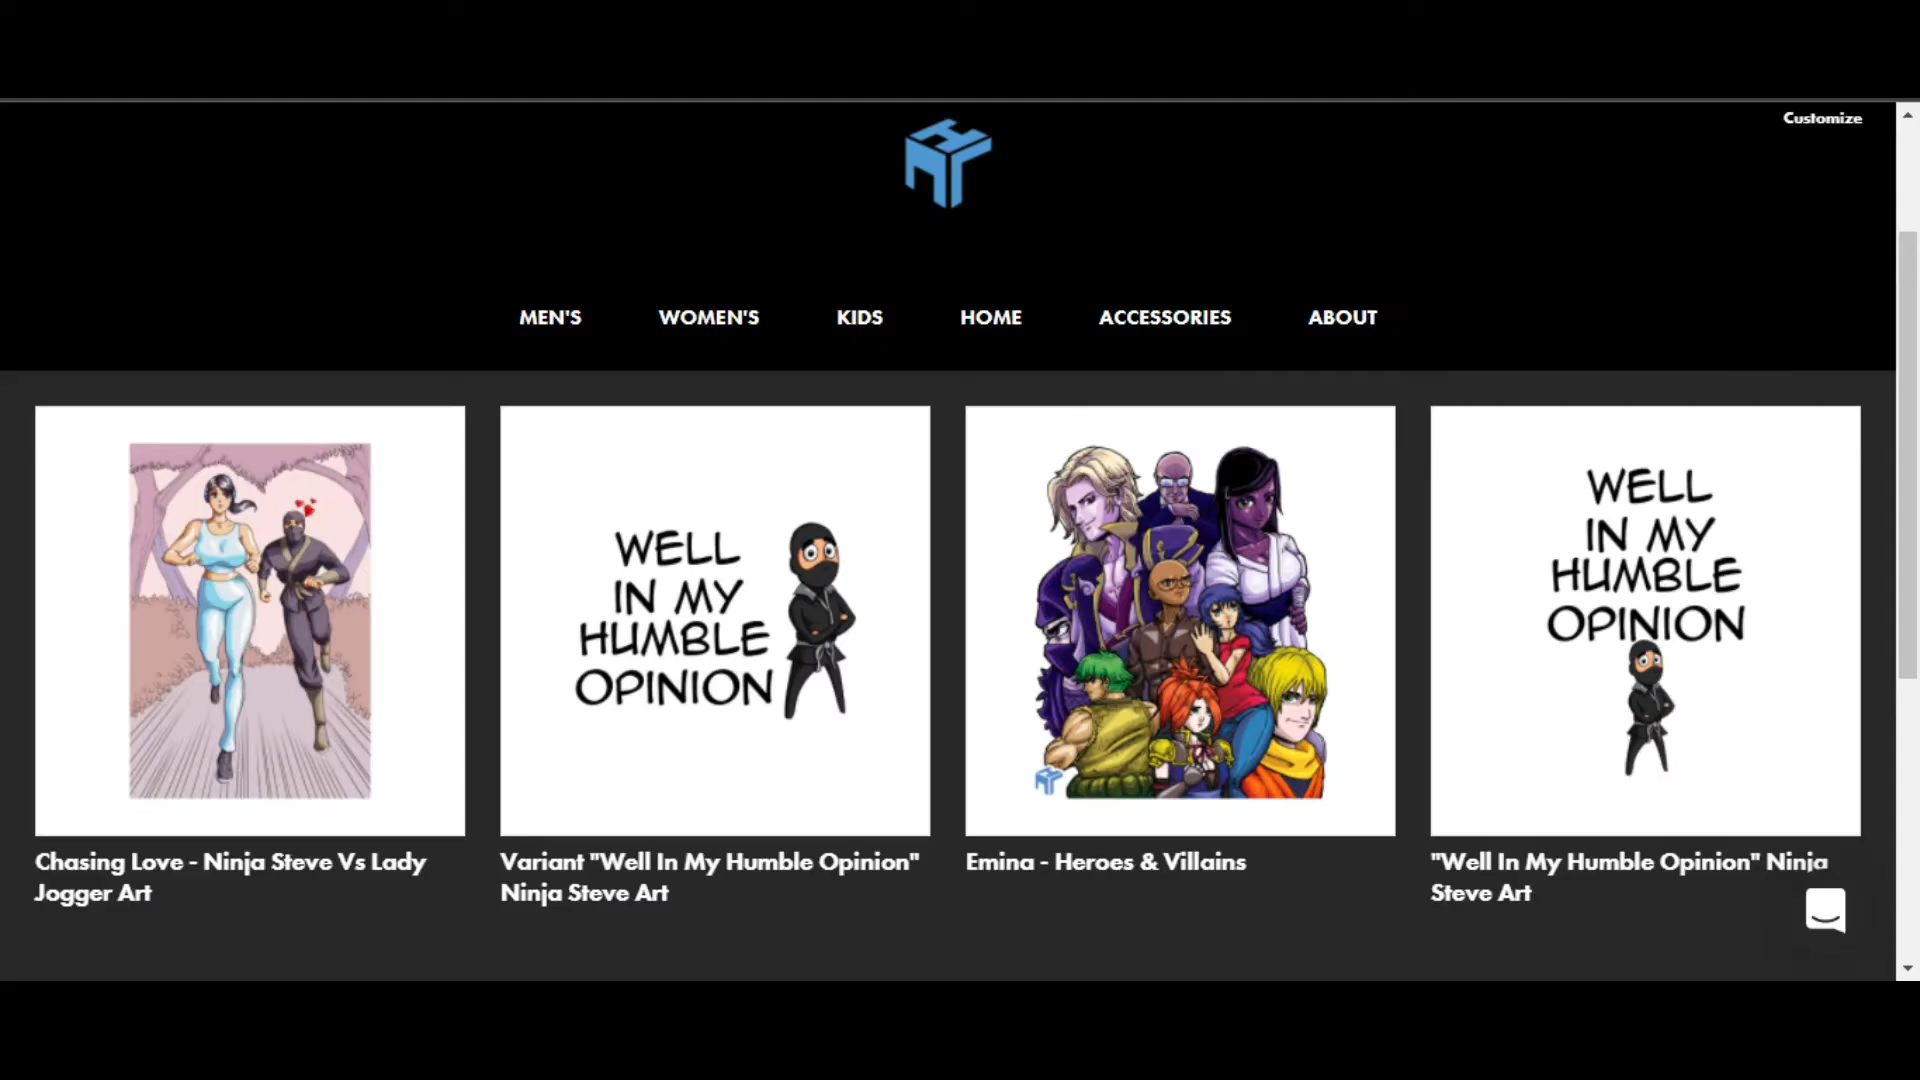 Customize
MEN'S WOMEN'S KIDS HOME ACCESSORIES ABOUT
WELL
IN MY
HUMBLE
OPINION
WELL
IN MY
HUMBLE
OPINION
Chasing Love - Ninja Steve Vs Lady
Jogger Art
Variant "Well In My Humble Opinion"
Ninja Steve Art
Emina - Heroes & Villains
"Well In My Humble Opinion" Ninja
Steve Art